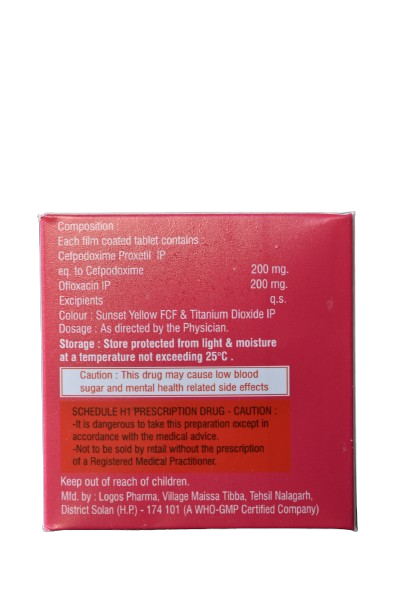 Composition :
Each film coated tablet contains :
Cefpodoxime Proxetil IP
eq. to Cefpodoxime 200 mg.
Ofloxacin IP 200 mg.
Excipients q.s.
Colour : Sunset Yellow FCF & Titanium Dioxide IP
Dosage : As directed by the Physician.
Storage : Store protected from light & moisture
at a temperature not exceeding 25°C .
Caution : This drug may cause low blood
sugar and mental health related side effects
SCHEDULE H1 PRESCRIPTION DRUG - CAUTION :
-It is dangerous to take this preparation except in
accordance with the medical advice.
-Not to be sold by retail without the prescription
of a Registered Medical Practitioner.
Keep out of reach of children.
Mfd. by : Logos Pharma, Village Maissa Tibba, Tehsil Nalagarh,
District Solan (H.P.) - 174 101 (A WHO-GMP Certified Company)